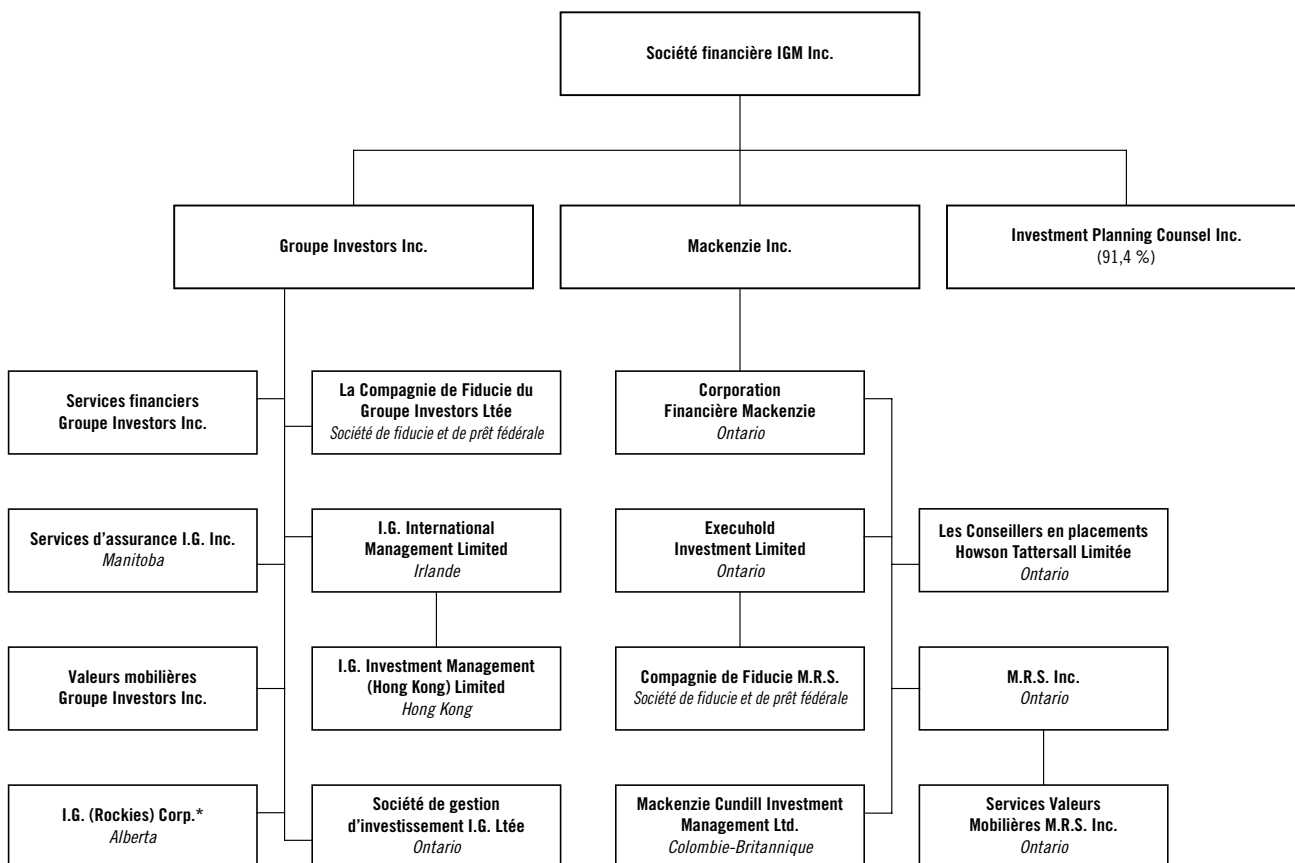 Société financière IGM Inc.
Groupe Investors Inc.
Mackenzie Inc.
Investment Planning Counsel Inc.
(91,4 %)
Services financiers
Groupe Investors Inc.
La Compagnie de Fiducie du
Groupe Investors Ltée
Société de fiducie et de prêt fédérale
Corporation
Financière Mackenzie
Ontario
Services d'assurance I.G. Inc.
Manitoba
I.G. International
Management Limited
Irlande
Execuhold
Investment Limited
Ontario
Les Conseillers en placements
Howson Tattersall Limitée
Ontario
Valeurs mobilières
Groupe Investors Inc.
I.G. Investment Management
(Hong Kong) Limited
Hong Kong
Compagnie de Fiducie M.R.S.
Société de fiducie et de prêt fédérale
M.R.S. Inc.
Ontario
I.G. (Rockies) Corp.*
Alberta
Société de gestion
d'investissement I.G. Ltée
Ontario
Mackenzie Cundill Investment
Management Ltd.
Colombie-Britannique
Services Valeurs
Mobilières M.R.S. Inc.
Ontario